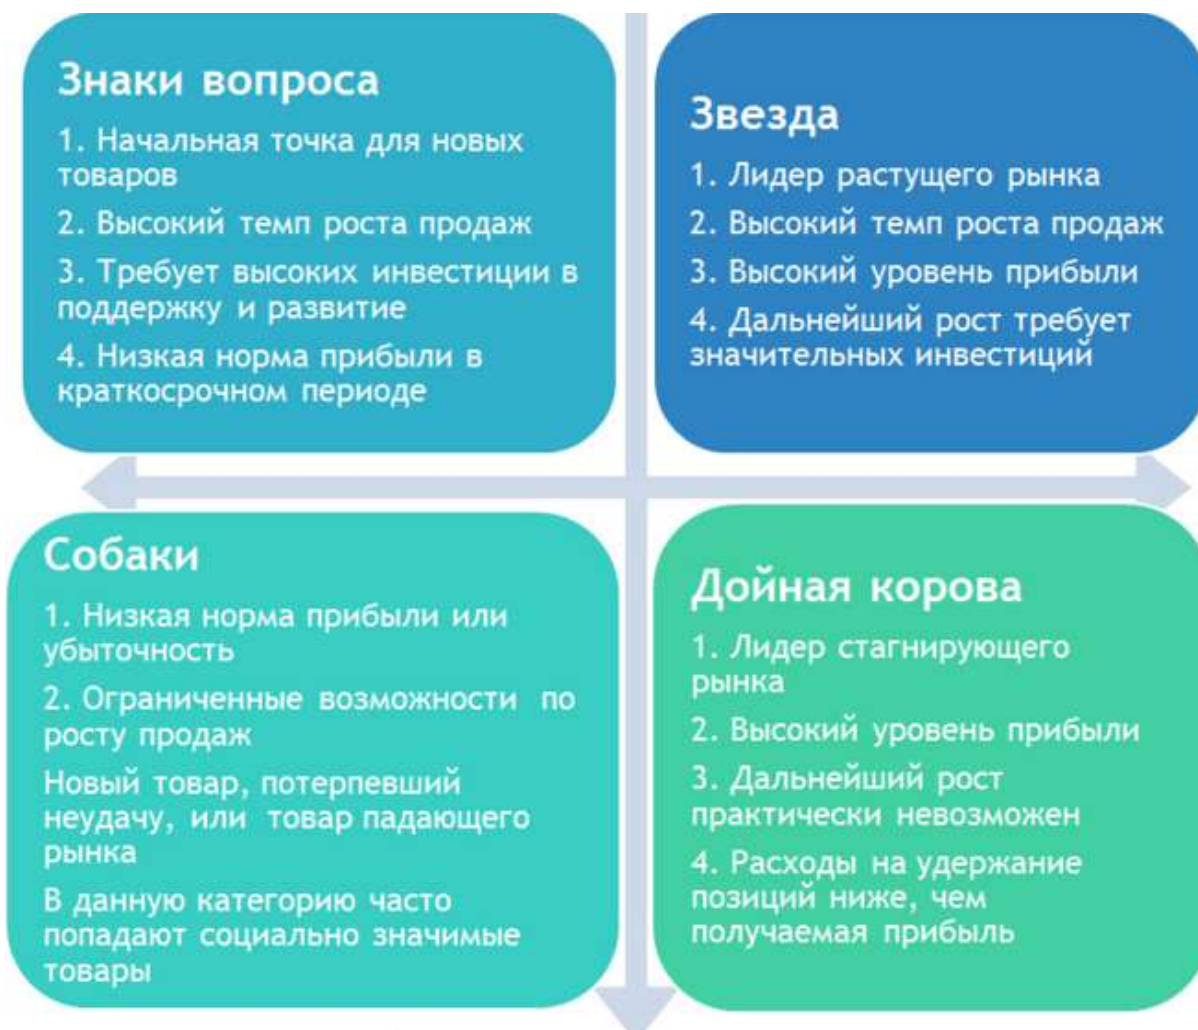 Знаки вопроса
1. Начальная точка для новых
товаров
2. Высокий темп роста продаж
3. Требует высоких инвестиции в
поддержку и развитие
4. Низкая норма прибыли в
краткосрочном периоде
Звезда
1. Лидер растущего рынка
2. Высокий темп роста продаж
3. Высокий уровень прибыли
4. Дальнейший рост требует
значительных инвестиций
Собаки
1. Низкая норма прибыли или
убыточность
2. Ограниченные возможности по
росту продаж
Новый товар, потерпевший
неудачу, или товар падающего
рынка
В данную категорию часто
попадают социально значимые
товары
Дойная корова
1. Лидер стагнирующего
рынка
2. Высокий уровень прибыли
3. Дальнейший рост
практически невозможен
4. Расходы на удержание
позиций ниже, чем
получаемая прибыль